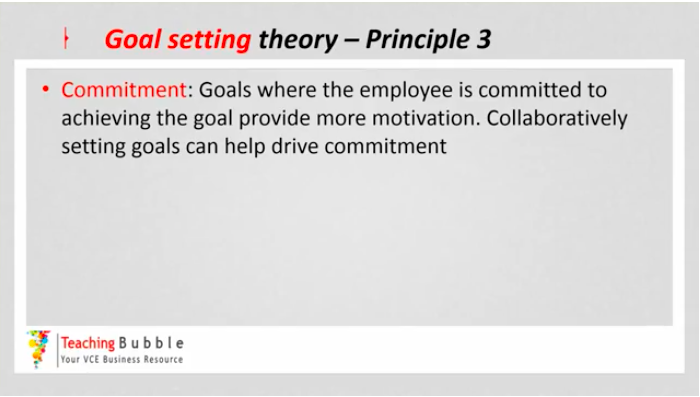 Goal setting theory – Principle 3
• Commitment: Goals where the employee is committed to
achieving the goal provide more motivation. Collaboratively
setting goals can help drive commitment
Teaching Bubble
Your VCE Business Resource